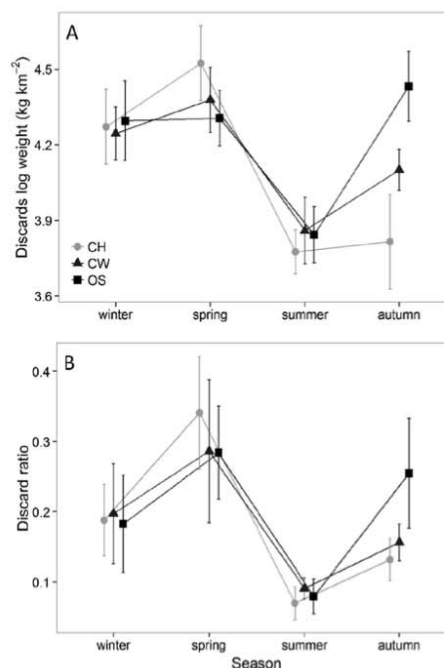 A
Discards log weight (kg km⁻²)
4.5
4.2
3.9
3.6
CH
CW
OS
winter spring summer autumn
B
Discard ratio
0.4
0.3
0.2
0.1
winter spring summer autumn
Season